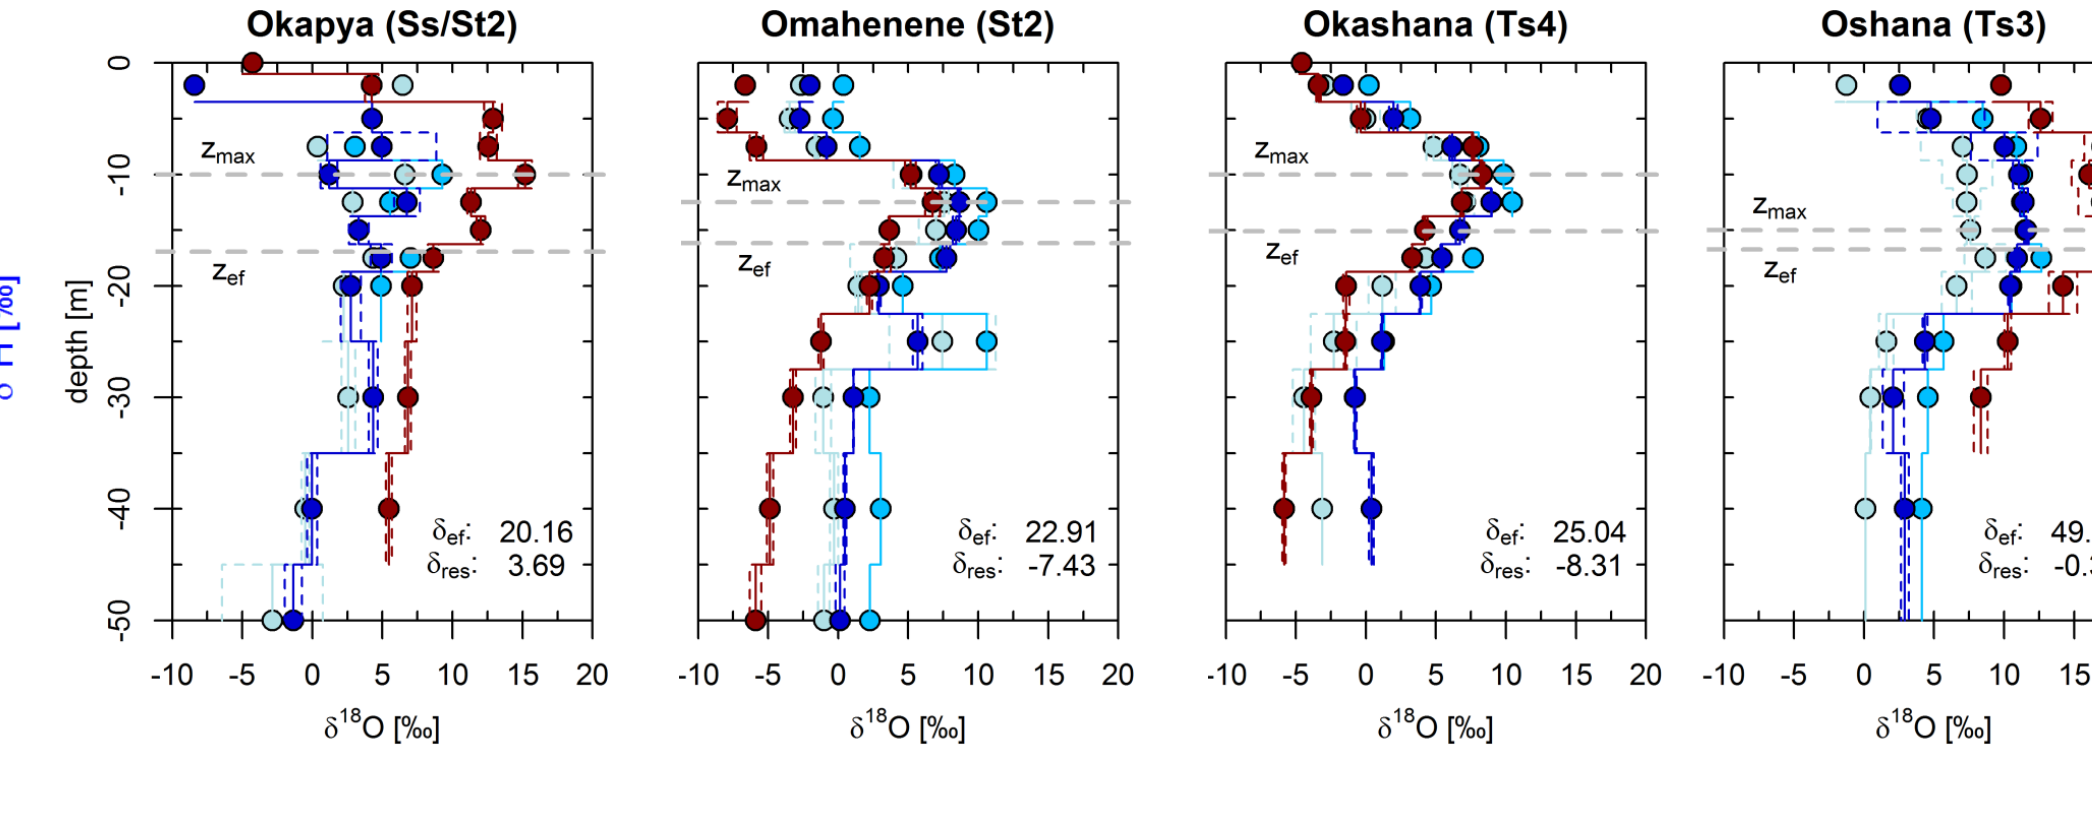 Okapya (Ss/St2)
Omahenene (St2)
Okashana (Ts4)
Oshana (Ts3)
depth [m]
0
-10
-20
-30
-40
-50
zmax
zef
δef: 20.16
δres: 3.69
zmax
zef
δef: 22.91
δres: -7.43
zmax
zef
δef: 25.04
δres: -8.31
zmax
zef
δef: 49.
δres:
-10 -5 0 5 10 15 20
-10 -5 0 5 10 15 20
-10 -5 0 5 10 15 20
-10 -5 0 5 10 15
δ18O [‰]
δ18O [‰]
δ18O [‰]
δ18O [‰]